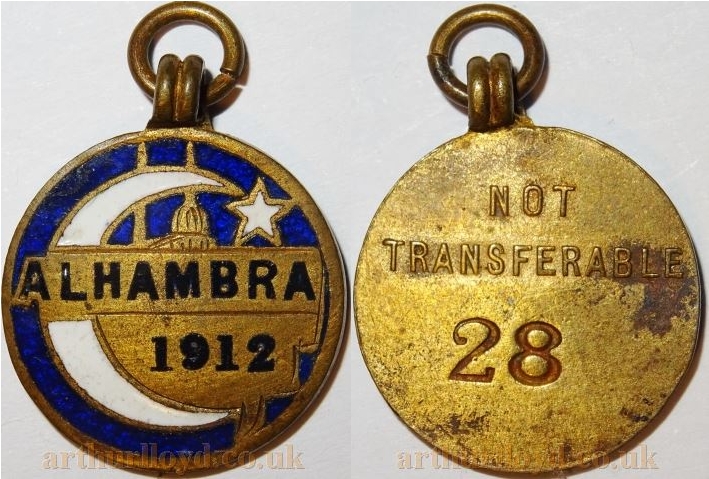 ALHAMBRA
1912
NOT
TRANSFERABLE
28
arthurlloyd.co.uk
arthurlloyd.co.uk